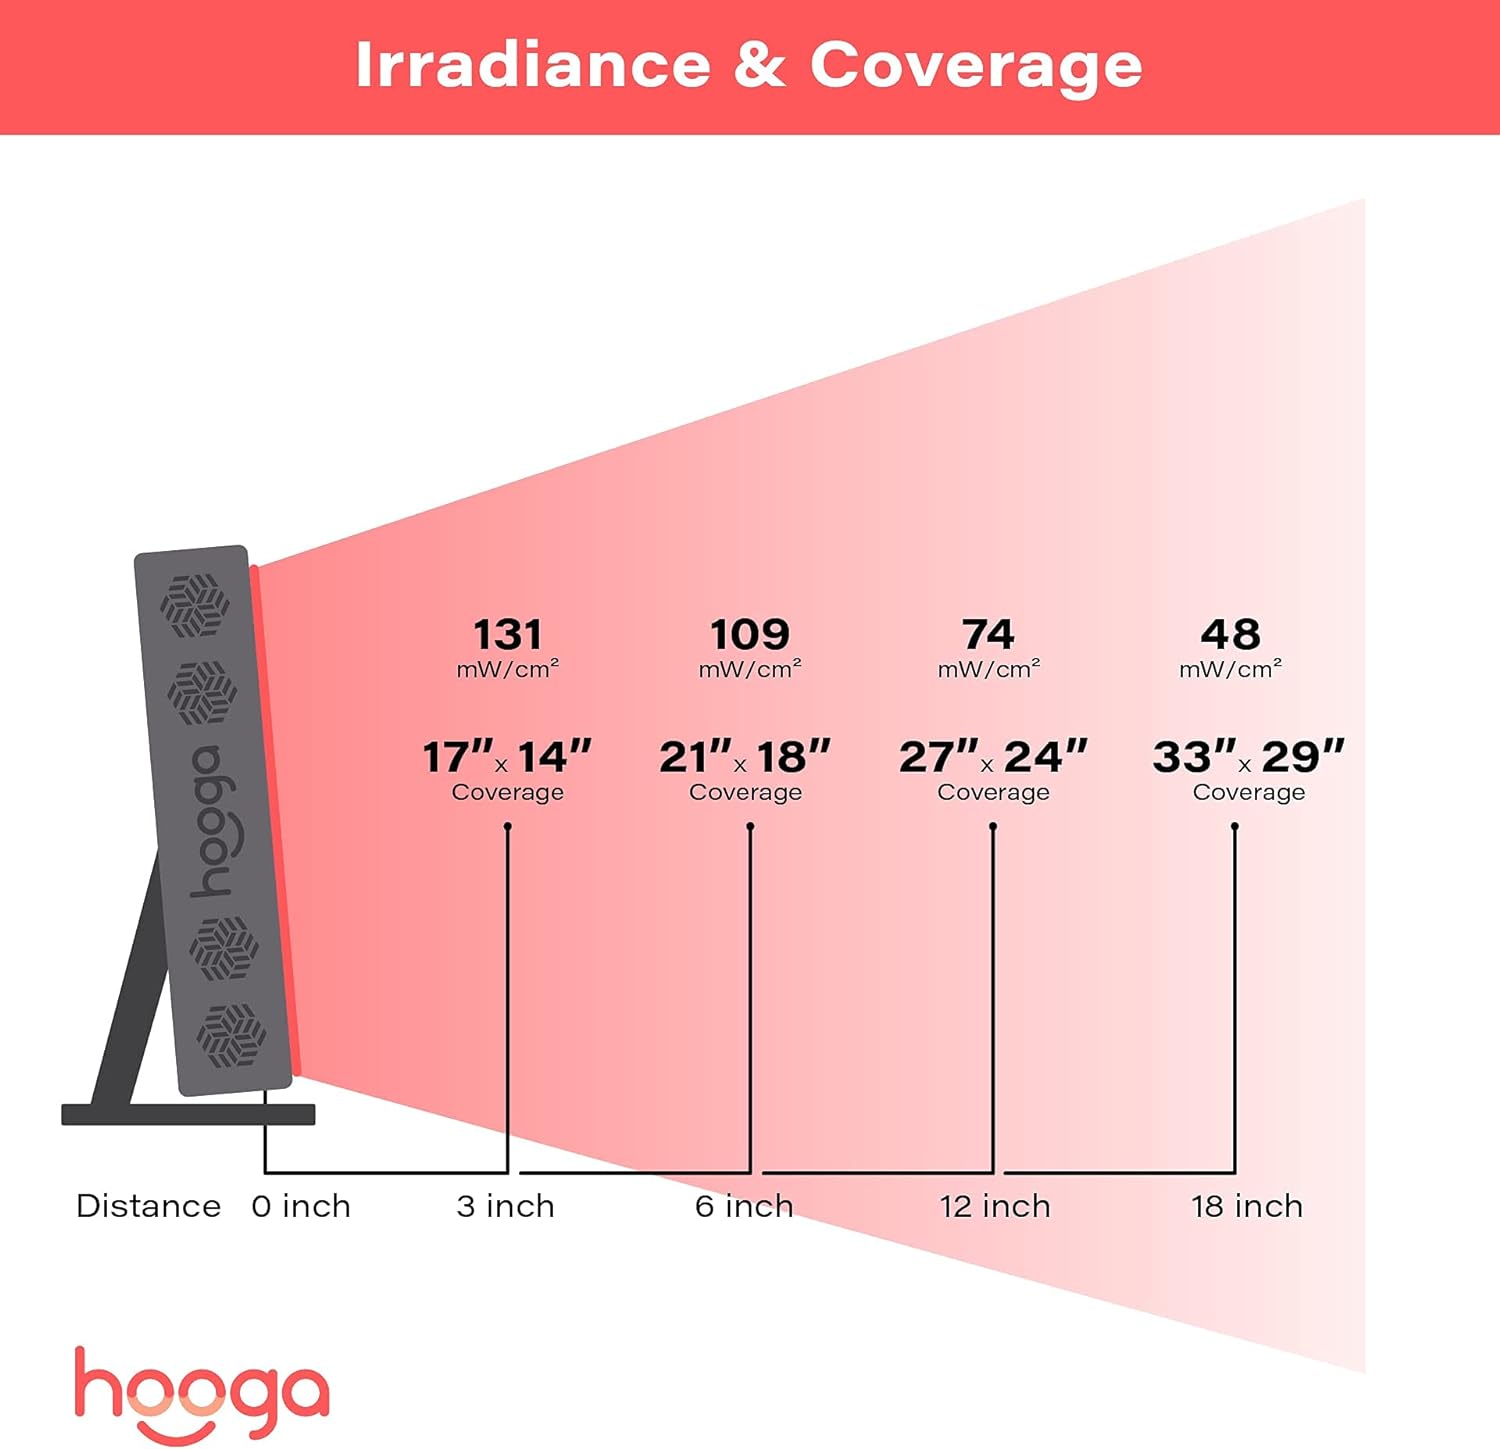 Irradiance & Coverage
131 109 74 48
mW/cm² mW/cm² mW/cm² mW/cm²
17″ x 14″ 21″ x 18″ 27″ x 24″ 33″ x 29″
Coverage Coverage Coverage Coverage
hooga
Distance 0 inch 3 inch 6 inch 12 inch 18 inch
hooga